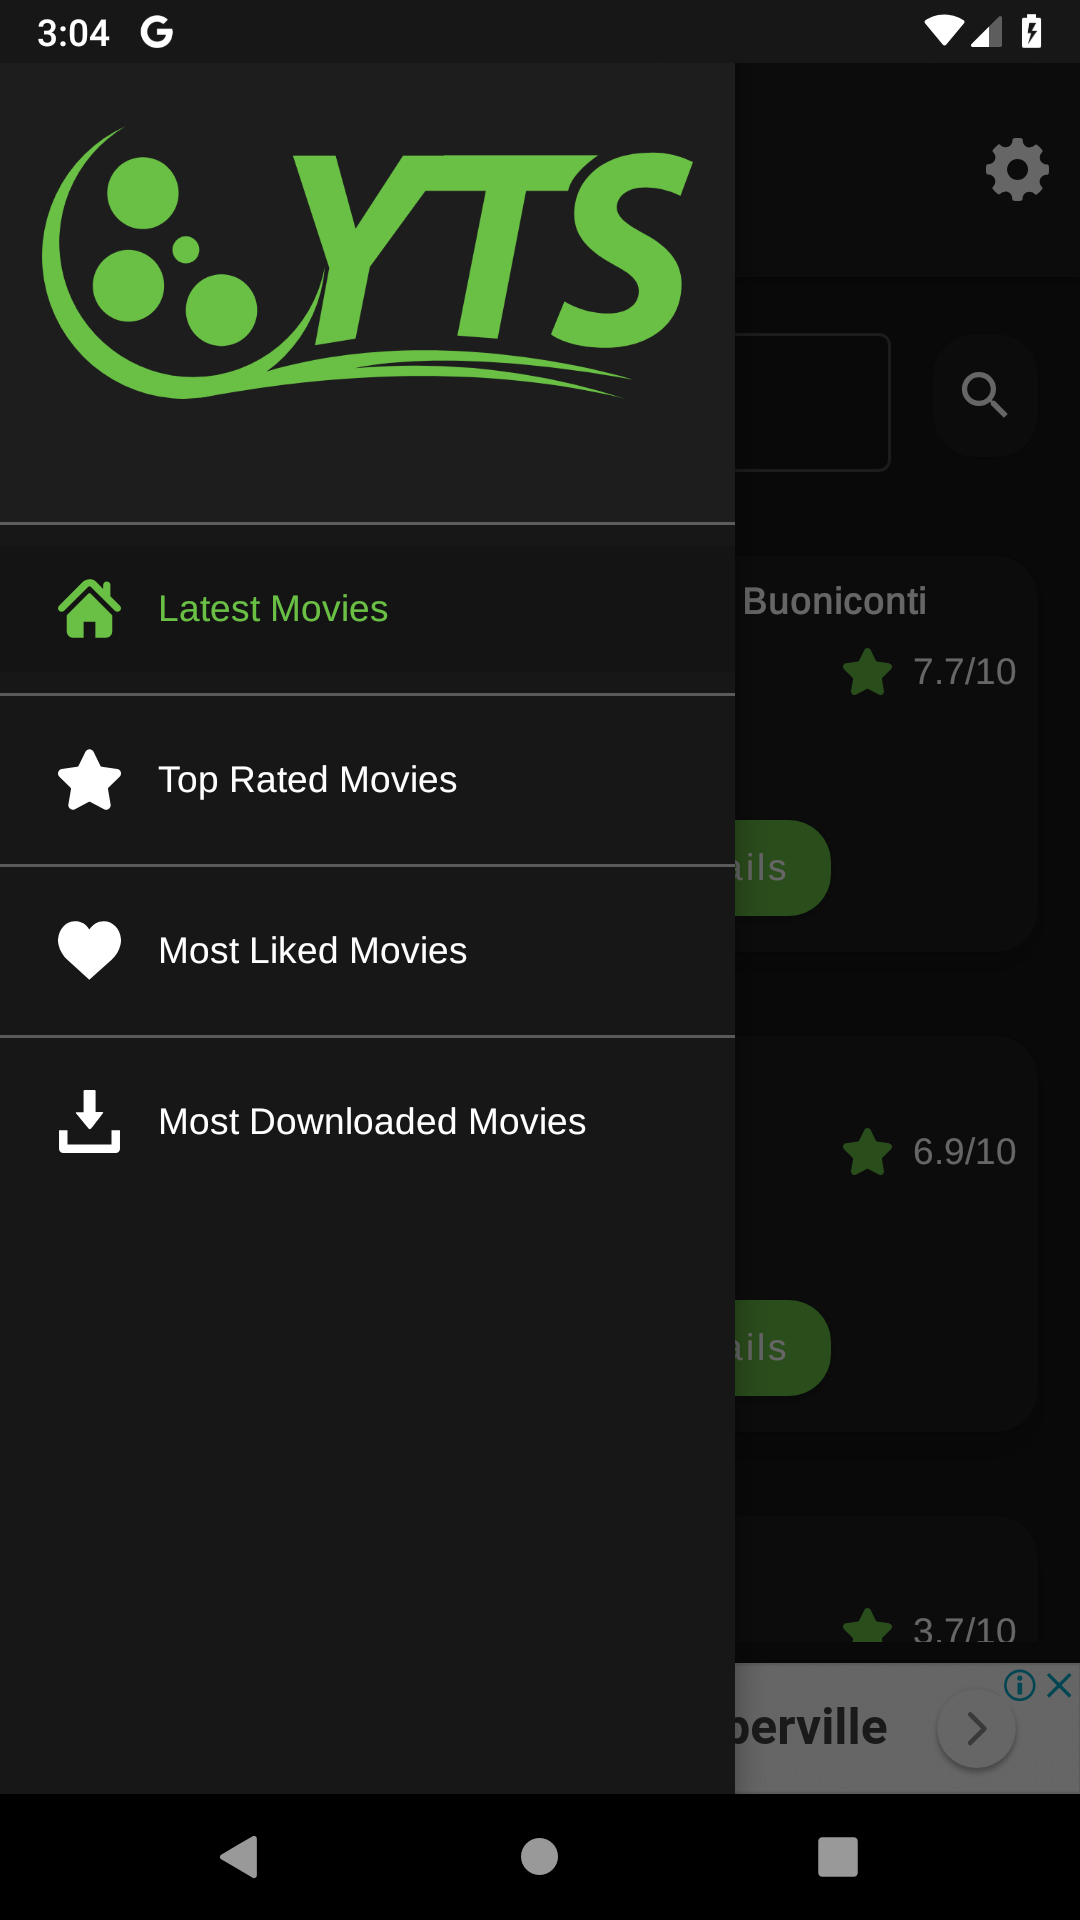 3:04 G
YTS
Latest Movies
Top Rated Movies
Most Liked Movies
Most Downloaded Movies
Buoniconti
7.7/10
ails
6.9/10
ails
3.7/10
berville